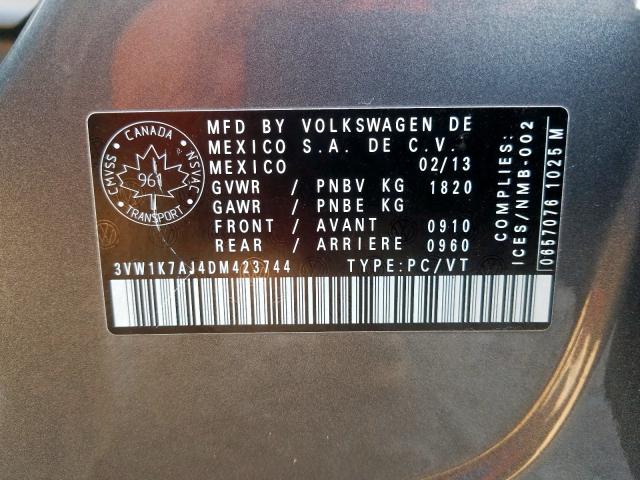 CANADA
CMVSS
NSVAC
961
TRANSPORT
MFD BY VOLKSWAGEN DE
MEXICO S.A. DE C.V.
MEXICO 02/13
GVWR / PNBV KG 1820
GAWR / PNBE KG
FRONT / AVANT 0910
REAR / ARRIERE 0960
3VW1K7AJ4DM423744 TYPE:PC/VT
COMPLIES:
ICES/NMB-002
0657076 1025M